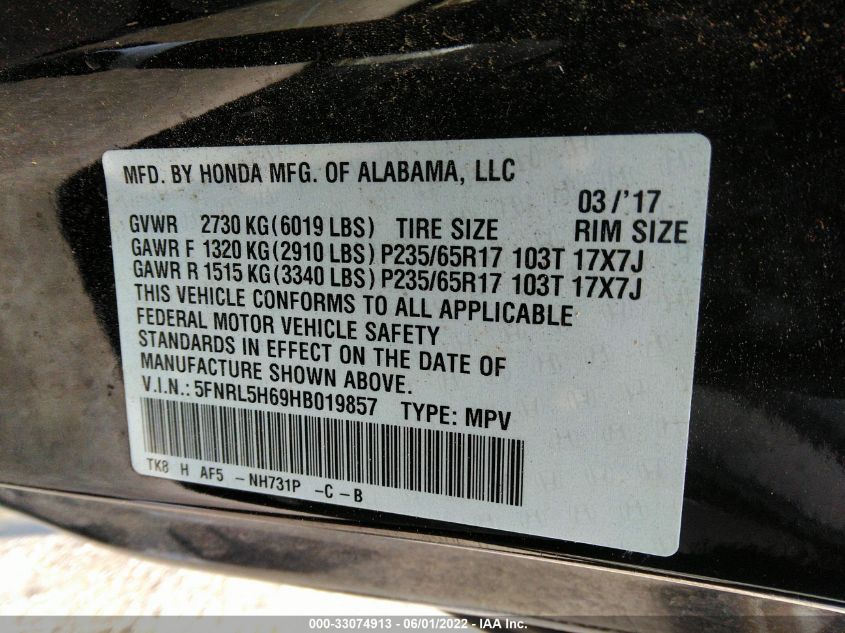 MFD. BY HONDA MFG. OF ALABAMA, LLC
03/'17
GVWR 2730 KG(6019 LBS) TIRE SIZE RIM SIZE
GAWR F 1320 KG(2910 LBS) P235/65R17 103T 17X7J
GAWR R 1515 KG(3340 LBS) P235/65R17 103T 17X7J
THIS VEHICLE CONFORMS TO ALL APPLICABLE
FEDERAL MOTOR VEHICLE SAFETY
STANDARDS IN EFFECT ON THE DATE OF
MANUFACTURE SHOWN ABOVE.
V.I.N.: 5FNRL5H69HB019857 TYPE: MPV
TK8 H AF5 -NH731P -C-B
000-33074913 - 06/01/2022 - IAA Inc.